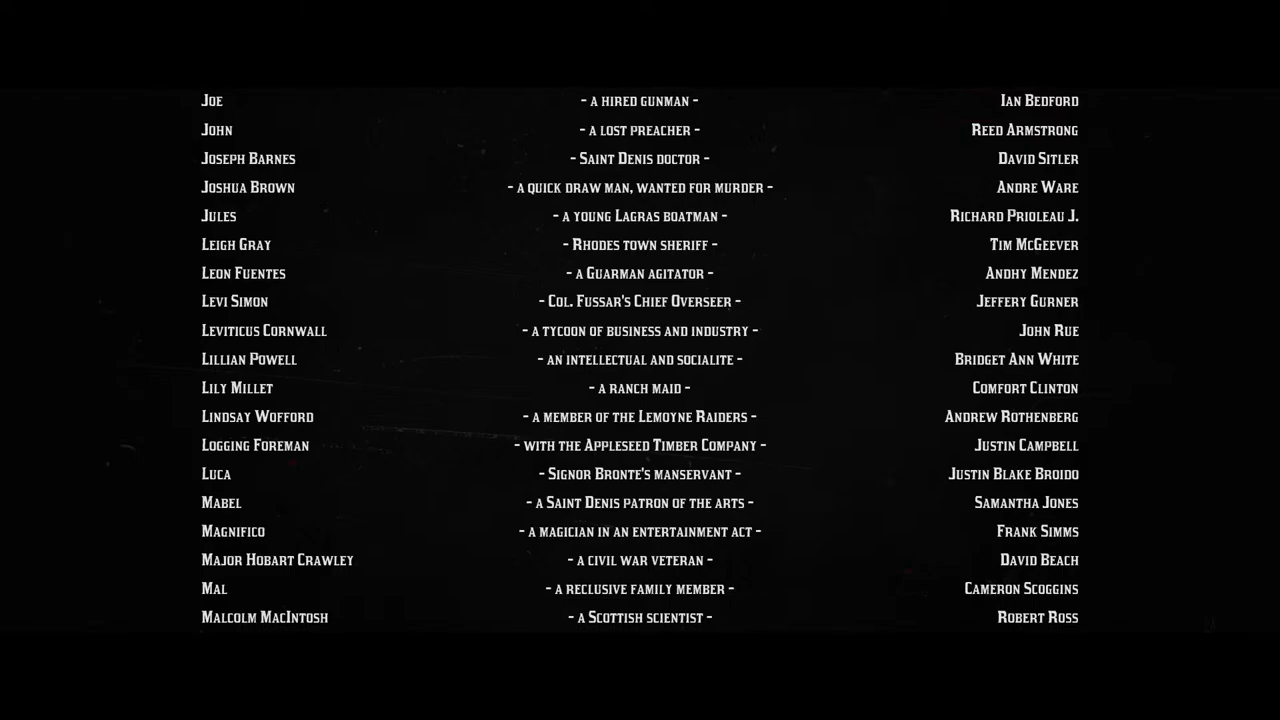 Joe - a hired gunman - Ian Bedford
John - a lost preacher - Reed Armstrong
Joseph Barnes - Saint Denis doctor - David Sitler
Joshua Brown - a quick draw man, wanted for murder - Andre Ware
Jules - a young Lagras boatman - Richard Prioleau J.
Leigh Gray - Rhodes town sheriff - Tim McGeever
Leon Fuentes - a Guarman agitator - Andhy Mendez
Levi Simon - Col. Fussar's Chief Overseer - Jeffery Gurner
Leviticus Cornwall - a tycoon of business and industry - John Rue
Lillian Powell - an intellectual and socialite - Bridget Ann White
Lily Millet - a ranch maid - Comfort Clinton
Lindsay Wofford - a member of the Lemoyne Raiders - Andrew Rothenberg
Logging Foreman - with the Appleseed Timber Company - Justin Campbell
Luca - Signor Bronte's manservant - Justin Blake Broido
Mabel - a Saint Denis patron of the arts - Samantha Jones
Magnifico - a magician in an entertainment act - Frank Simms
Major Hobart Crawley - a civil war veteran - David Beach
Mal - a reclusive family member - Cameron Scoggins
Malcolm MacIntosh - a Scottish scientist - Robert Ross